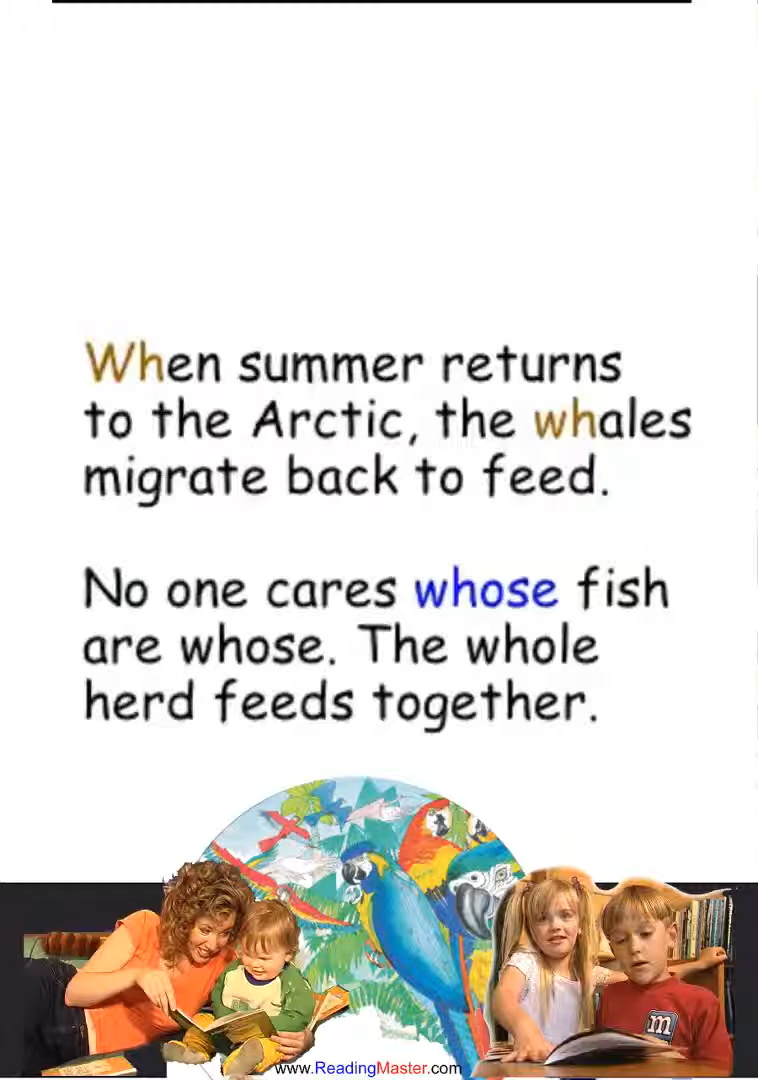 When summer returns
to the Arctic, the whales
migrate back to feed.
No one cares whose fish
are whose. The whole
herd feeds together.
m
www.ReadingMaster.com